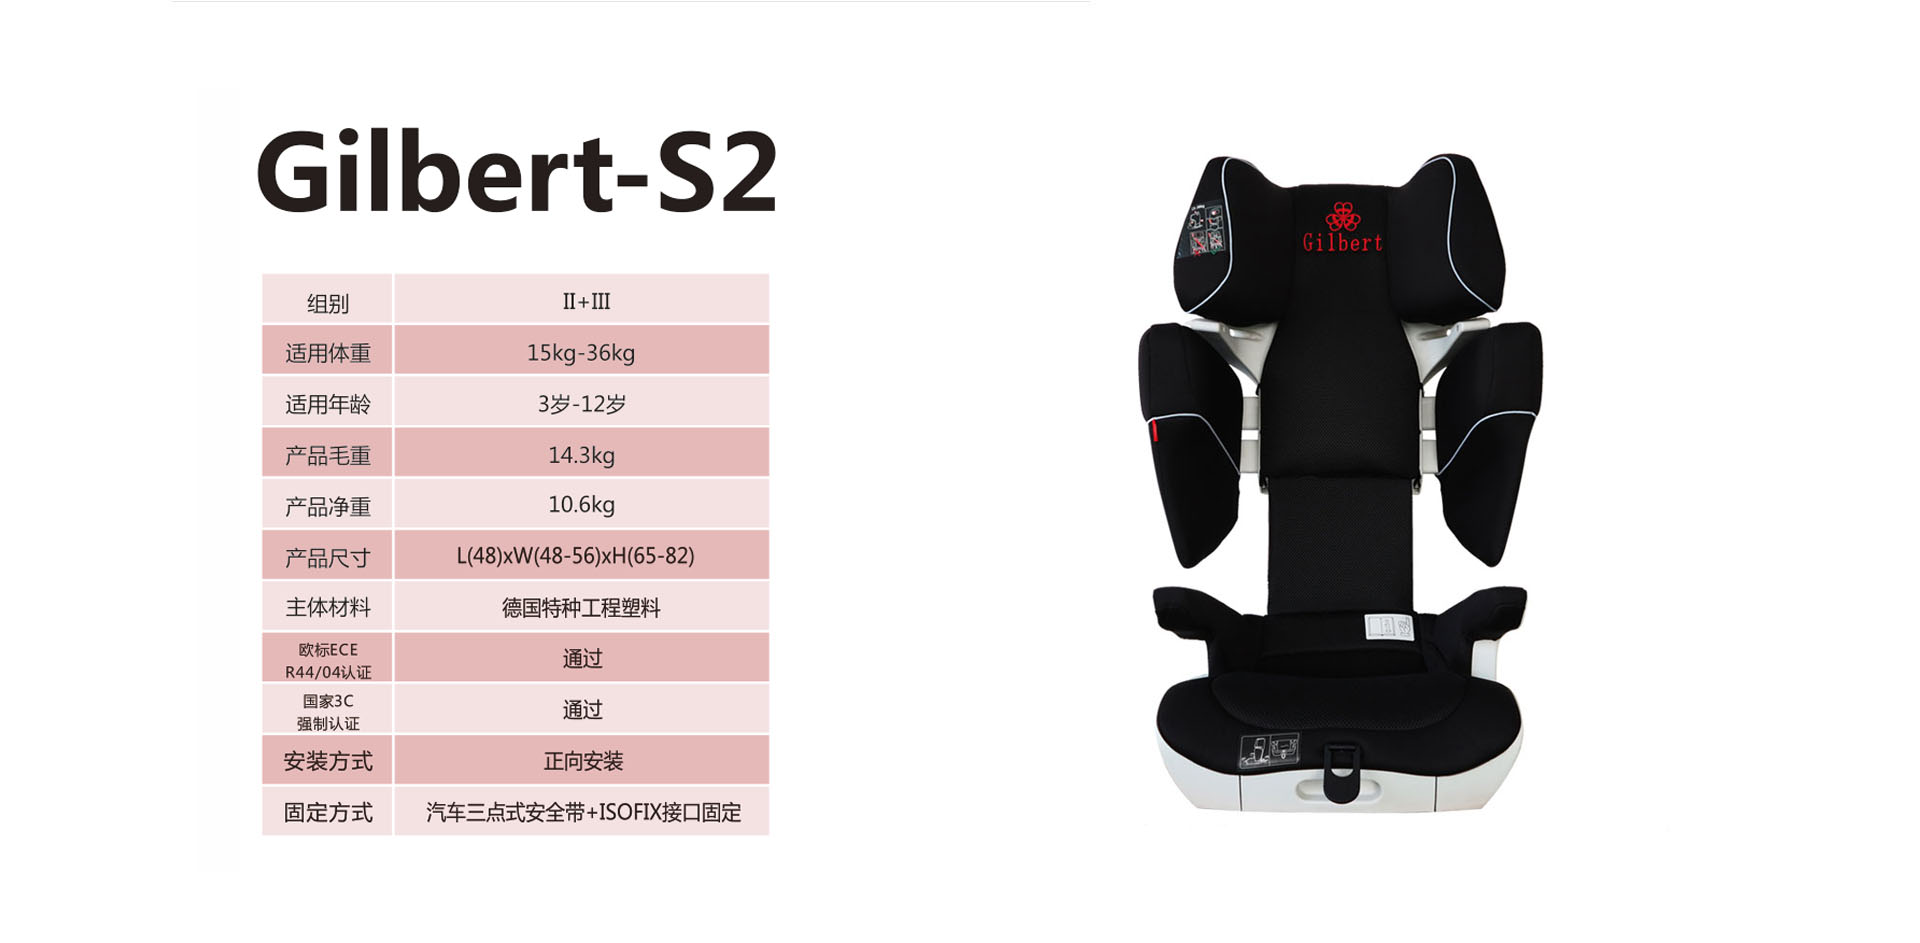 Gilbert-S2
组别 II+III
适用体重 15kg-36kg
适用年龄 3岁-12岁
产品毛重 14.3kg
产品净重 10.6kg
产品尺寸 L(48)xW(48-56)xH(65-82)
主体材料 德国特种工程塑料
欧标ECE
R44/04认证 通过
国家3C
强制认证 通过
安装方式 正向安装
固定方式 汽车三点式安全带+ISOFIX接口固定
Gilbert